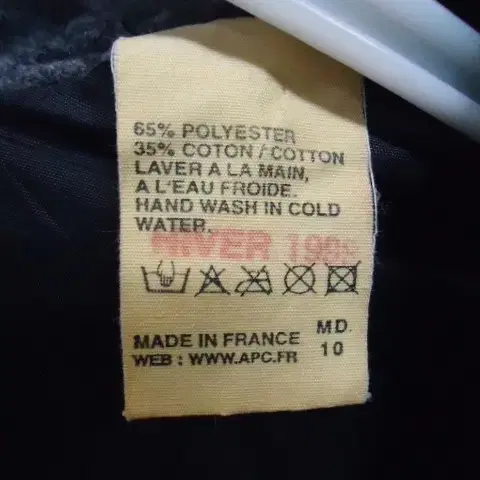 65% POLYESTER
35% COTON / COTTON
LAVER A LA MAIN,
A L'EAU FROIDE.
HAND WASH IN COLD
WATER.
HIVER
MADE IN FRANCE
WEB : WWW.APC.FR
MD.
10